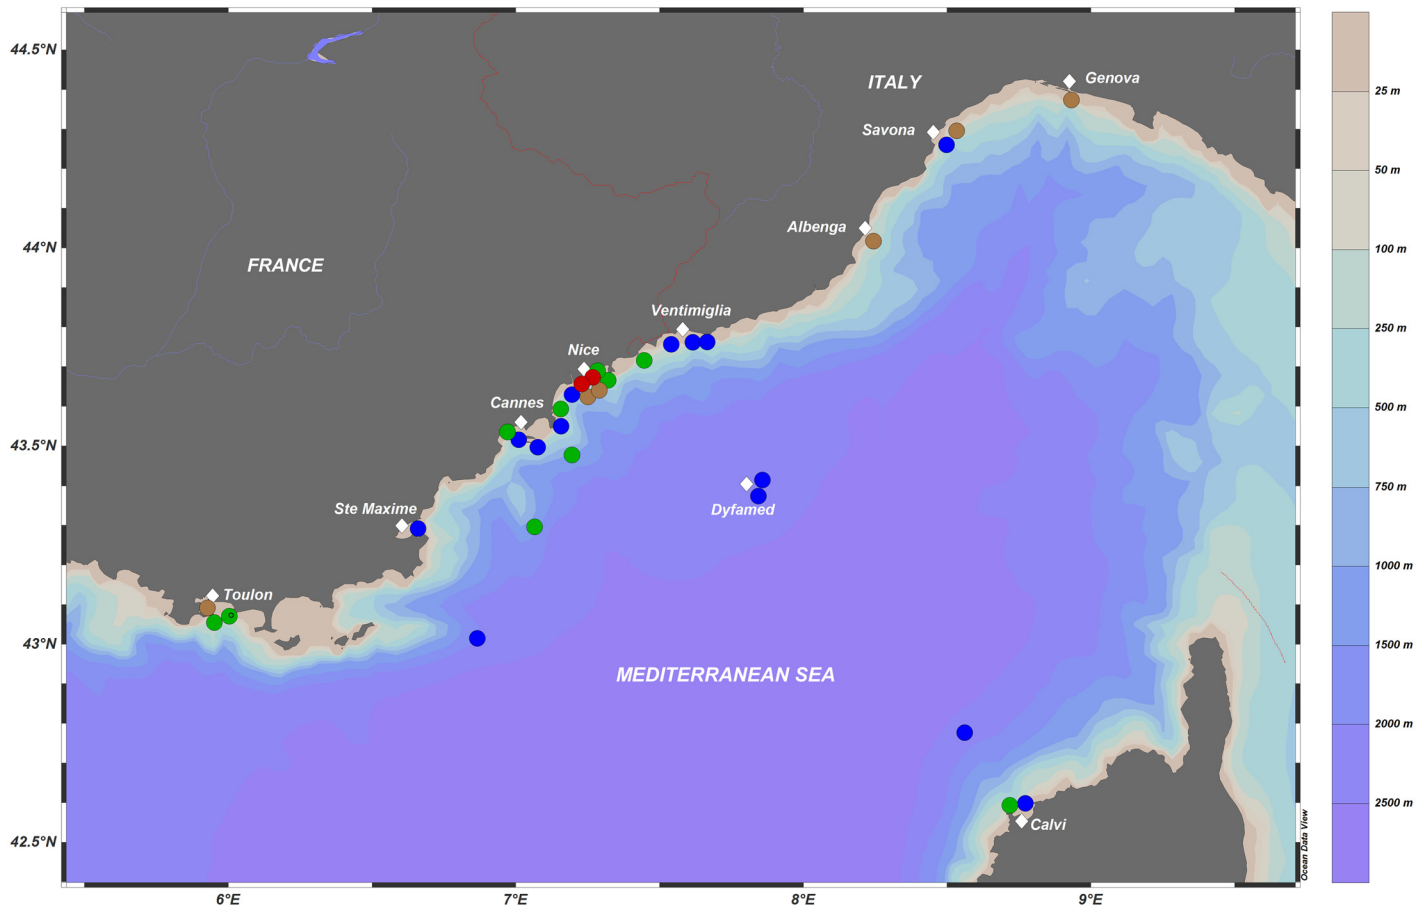 44.5°N
44°N
43.5°N
43°N
42.5°N
6°E
7°E
8°E
9°E
ITALY
Genova
Savona
Albenga
FRANCE
Ventimiglia
Nice
Cannes
Ste Maxime
Dyfamed
Toulon
MEDITERRANEAN SEA
Calvi
Ocean Data View
25 m
50 m
100 m
250 m
500 m
750 m
1000 m
1500 m
2000 m
2500 m